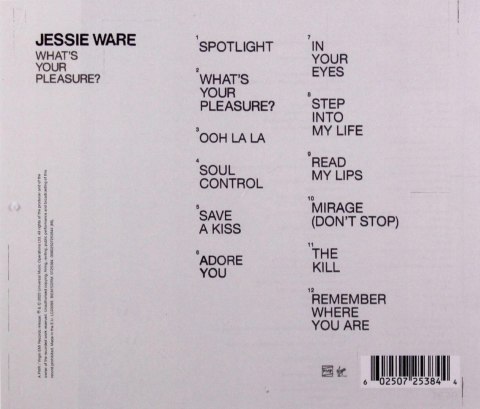 JESSIE WARE
WHAT'S
YOUR
PLEASURE?
1
SPOTLIGHT
2
WHAT'S
YOUR
PLEASURE?
3
OOH LA LA
4
SOUL
CONTROL
5
SAVE
A KISS
6
ADORE
YOU
7
IN
YOUR
EYES
8
STEP
INTO
MY LIFE
9
READ
MY LIPS
10
MIRAGE
(DON'T STOP)
11
THE
KILL
12
REMEMBER
WHERE
YOU ARE
6 02507 25384 4